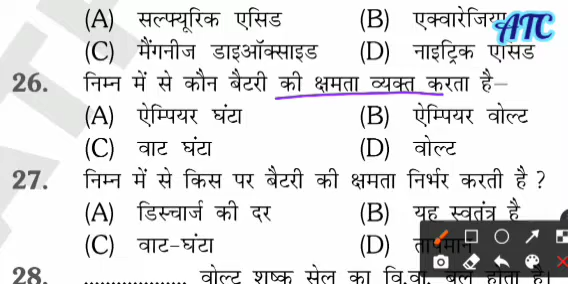 (A) सल्फ्यूरिक एसिड (B) एक्वारेजिया
ATC
(C) मैंगनीज डाइऑक्साइड (D) नाइट्रिक एसिड
26. निम्न में से कौन बैटरी की क्षमता व्यक्त करता है–
(A) ऐम्पियर घंटा (B) ऐम्पियर वोल्ट
(C) वाट घंटा (D) वोल्ट
27. निम्न में से किस पर बैटरी की क्षमता निर्भर करती है ?
(A) डिस्चार्ज की दर (B) यह स्वतंत्र है
(C) वाट-घंटा (D) तापमान
28. .................. वोल्ट शुष्क सेल का वि.वा. बल होता है।